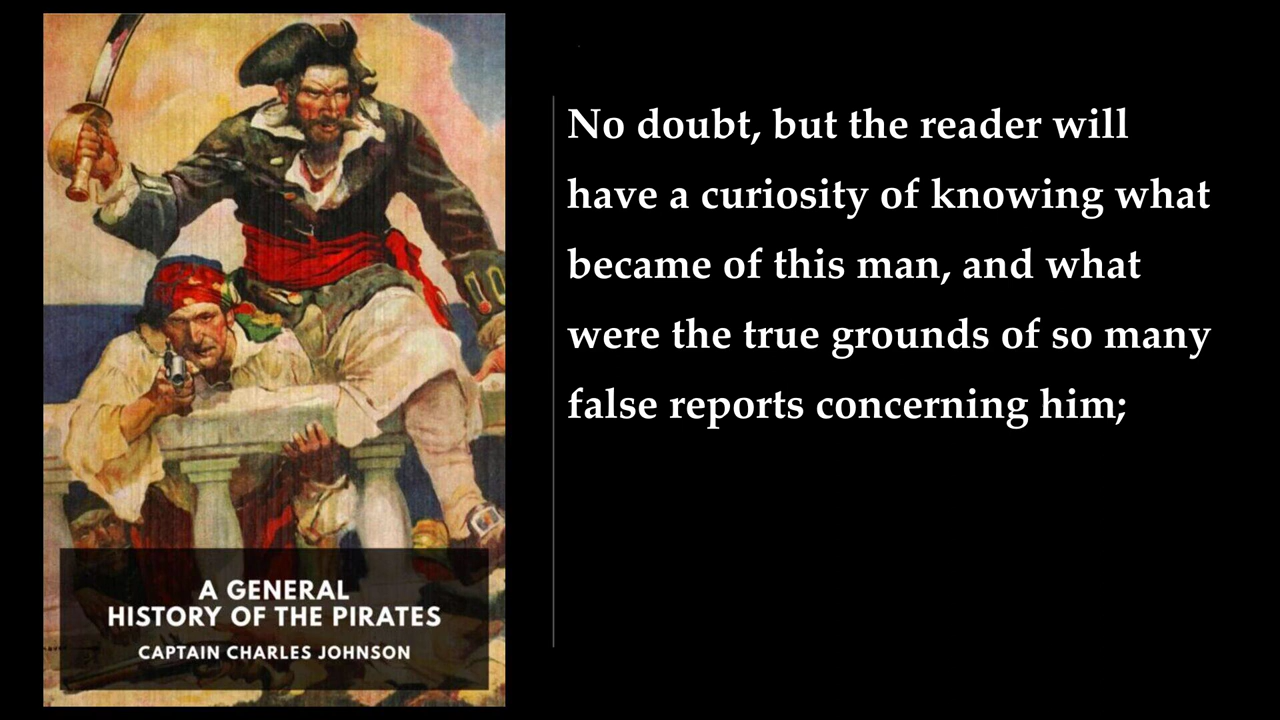 No doubt, but the reader will
have a curiosity of knowing what
became of this man, and what
were the true grounds of so many
false reports concerning him;
A GENERAL
HISTORY OF THE PIRATES
CAPTAIN CHARLES JOHNSON